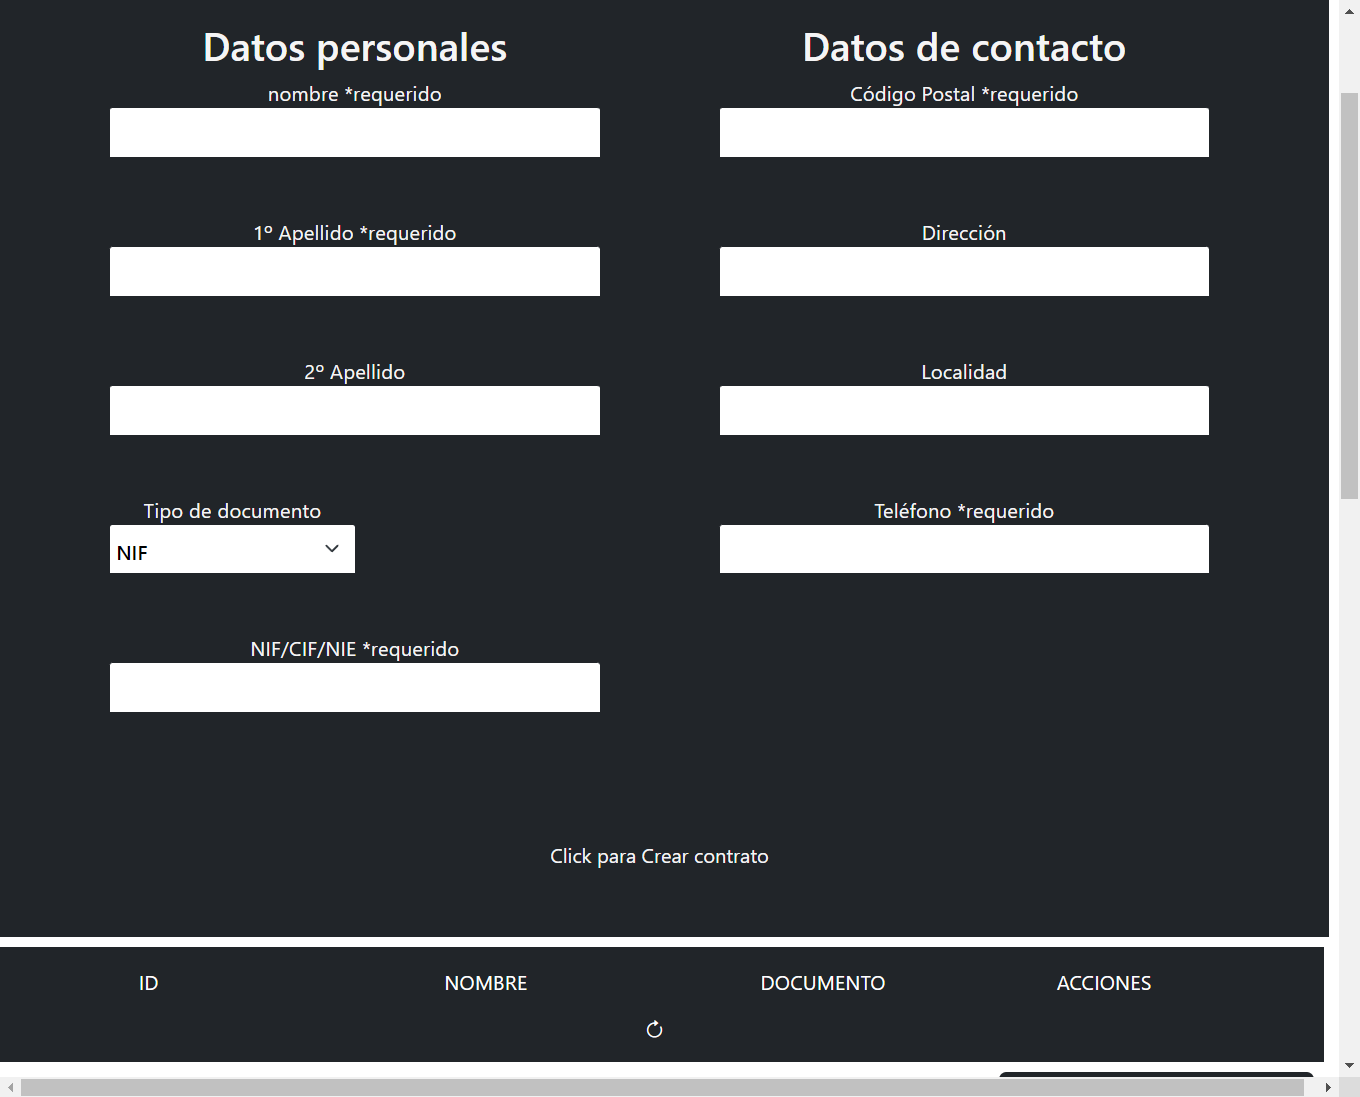 Datos personales
nombre *requerido
1º Apellido *requerido
2º Apellido
Tipo de documento
NIF
NIF/CIF/NIE *requerido
Datos de contacto
Código Postal *requerido
Dirección
Localidad
Teléfono *requerido
Click para Crear contrato
ID NOMBRE DOCUMENTO ACCIONES